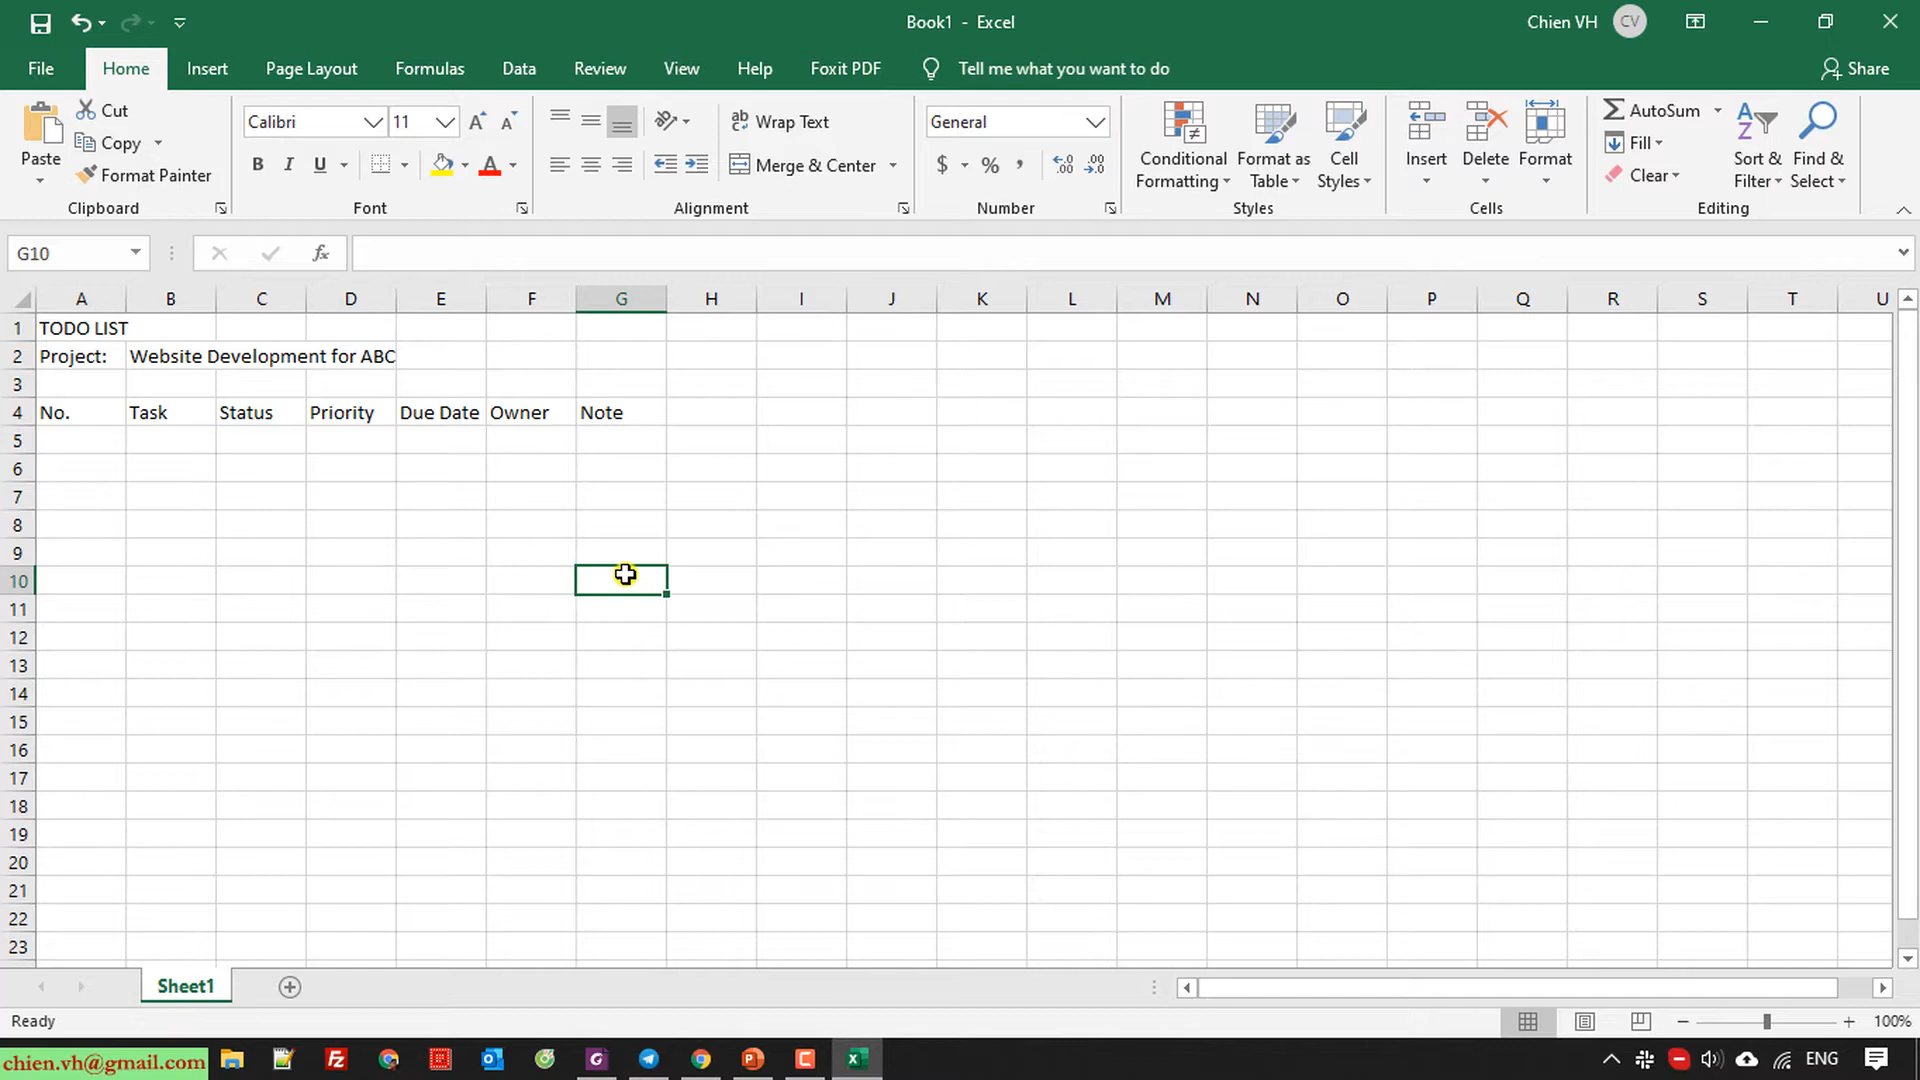 Book1 - Excel
Chien VH CV
File Home Insert Page Layout Formulas Data Review View Help Foxit PDF Tell me what you want to do Share
Paste
Cut
Copy
Format Painter
Clipboard
Calibri 11
B I U A
Font
Wrap Text
Merge & Center
Alignment
General
$ % ,
Number
Conditional Formatting
Format as Table
Cell Styles
Styles
Insert Delete Format
Cells
AutoSum
Fill
Clear
Sort & Filter
Find & Select
Editing
G10 fx
A B C D E F G H I J K L M N O P Q R S T U
1 TODO LIST
2 Project: Website Development for ABC
3
4 No. Task Status Priority Due Date Owner Note
5
6
7
8
9
10
11
12
13
14
15
16
17
18
19
20
21
22
23
Sheet1
Ready 100%
chien.vh@gmail.com ENG